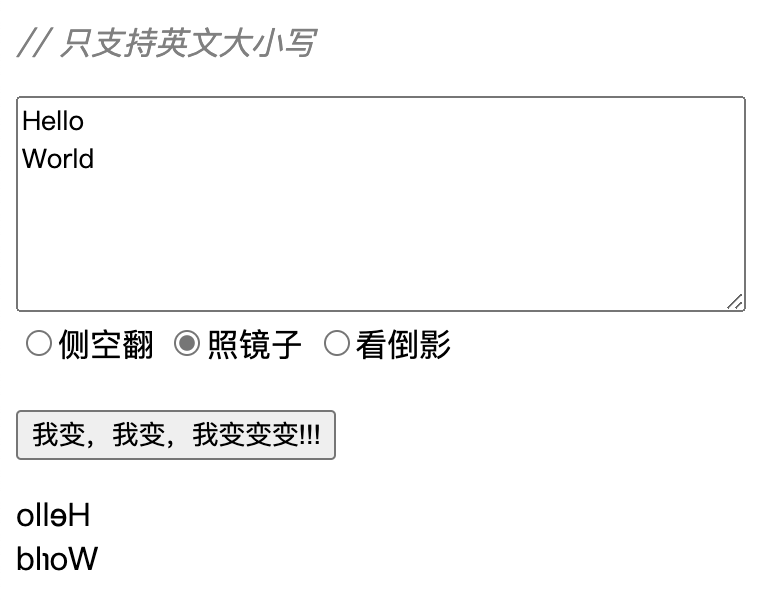 // 只支持英文大小写
Hello
World
侧空翻 照镜子 看倒影
我变，我变，我变变变!!!
ollɘH
blɿoW